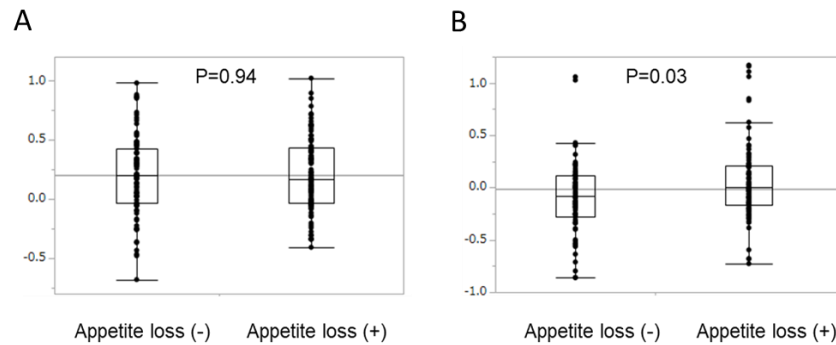 A
B
P=0.94
P=0.03
1.0
0.5
0.0
-0.5
1.0
0.5
0.0
-0.5
-1.0
Appetite loss (-)
Appetite loss (+)
Appetite loss (-)
Appetite loss (+)